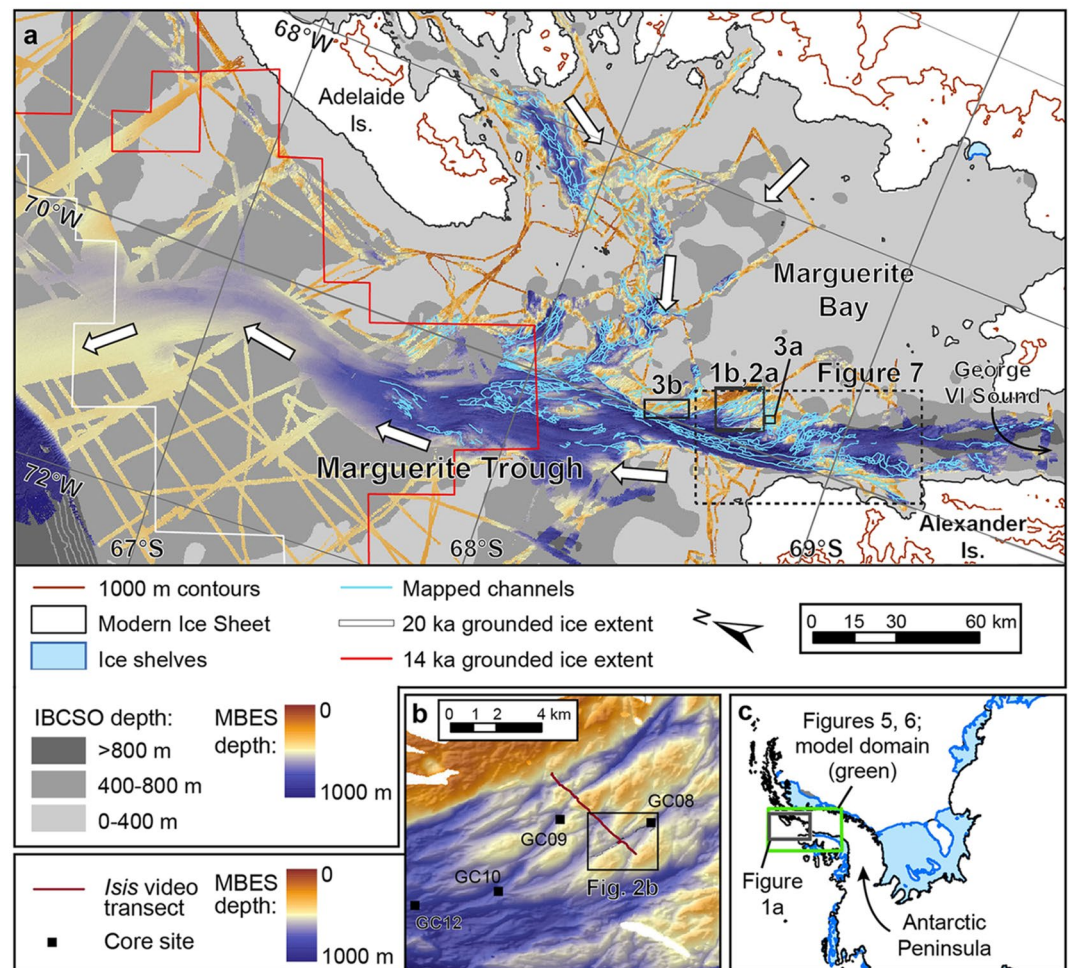 a
68°W
Adelaide
Is.
70°W
Marguerite
Bay
3a
1b,2a
3b
Figure 7
George
VI Sound
Marguerite Trough
72°W
67°S
68°S
69°S
Alexander
Is.
1000 m contours
Modern Ice Sheet
Ice shelves
Mapped channels
20 ka grounded ice extent
14 ka grounded ice extent
N
0 15 30 60 km
IBCSO depth:
>800 m
400-800 m
0-400 m
MBES
depth:
0
1000 m
Isis video
transect
Core site
MBES
depth:
0
1000 m
b
0 1 2 4 km
GC08
GC09
GC10
GC12
Fig. 2b
c
Figures 5, 6;
model domain
(green)
Figure
1a
Antarctic
Peninsula